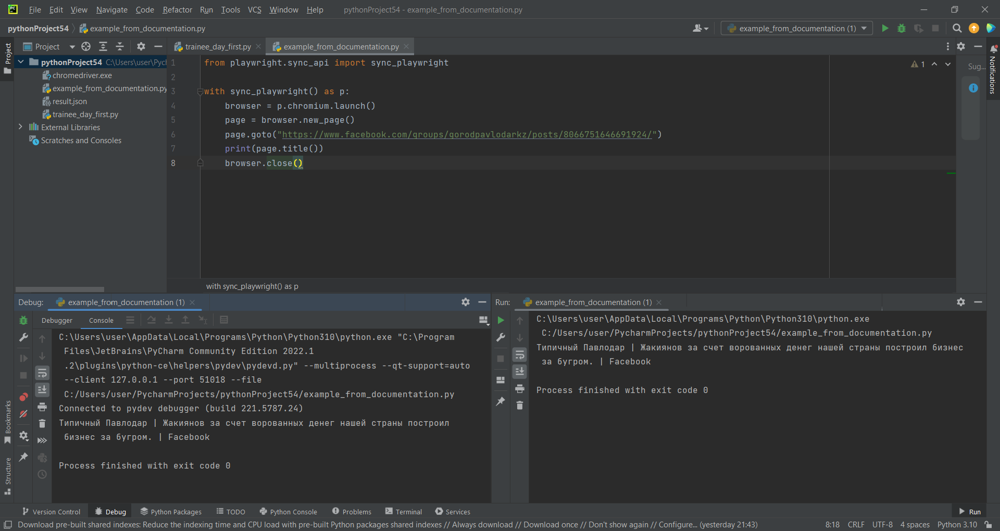 PC
File Edit View Navigate Code Refactor Run Tools VCS Window Help pythonProject54 - example_from_documentation.py
pythonProject54 example_from_documentation.py
example_from_documentation (1)
Project
Project
trainee_day_first.py
example_from_documentation.py
pythonProject54 C:\Users\user\Pycl
chromedriver.exe
example_from_documentation.py
result.json
trainee_day_first.py
External Libraries
Scratches and Consoles
1 from playwright.sync_api import sync_playwright
2
3 with sync_playwright() as p:
4 browser = p.chromium.launch()
5 page = browser.new_page()
6 page.goto("https://www.facebook.com/groups/gorodpavlodarkz/posts/8066751646691924/")
7 print(page.title())
8 browser.close()
1
Sug...
Notifications
with sync_playwright() as p
Debug: example_from_documentation (1)
Debugger Console
C:\Users\user\AppData\Local\Programs\Python\Python310\python.exe "C:\Program
Files\JetBrains\PyCharm Community Edition 2022.1
.2\plugins\python-ce\helpers\pydev\pydevd.py" --multiprocess --qt-support=auto
--client 127.0.0.1 --port 51018 --file
C:/Users/user/PycharmProjects/pythonProject54/example_from_documentation.py
Connected to pydev debugger (build 221.5787.24)
Типичный Павлодар | Жакиянов за счет ворованных денег нашей страны построил
бизнес за бугром. | Facebook
Process finished with exit code 0
Run: example_from_documentation (1)
C:\Users\user\AppData\Local\Programs\Python\Python310\python.exe
C:/Users/user/PycharmProjects/pythonProject54/example_from_documentation.py
Типичный Павлодар | Жакиянов за счет ворованных денег нашей страны построил бизнес
за бугром. | Facebook
Process finished with exit code 0
Bookmarks
Structure
Version Control Debug Python Packages TODO Python Console Problems Terminal Services Run
Download pre-built shared indexes: Reduce the indexing time and CPU load with pre-built Python packages shared indexes // Always download // Download once // Don't show again // Configure... (yesterday 21:43) 8:18 CRLF UTF-8 4 spaces Python 3.10